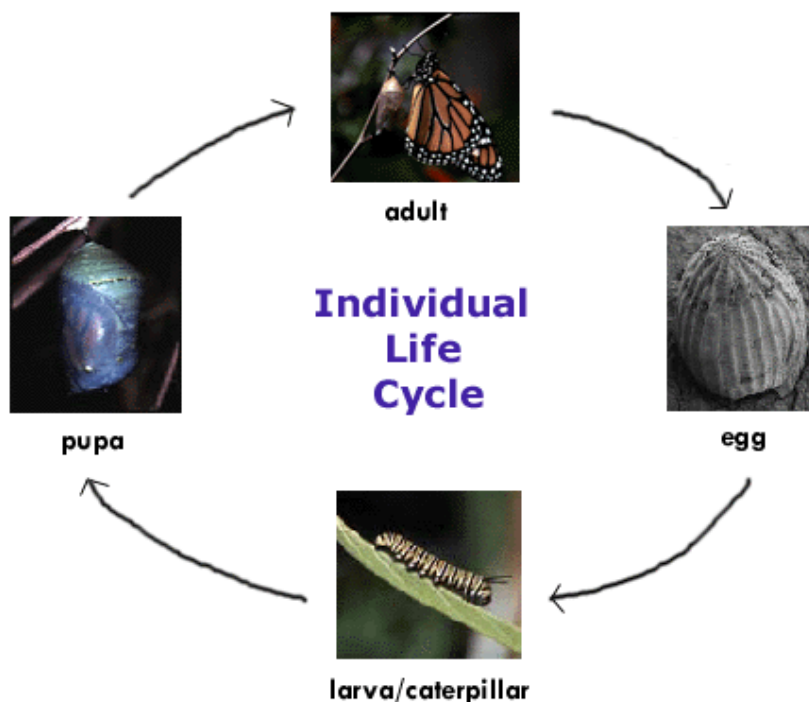 adult
Individual
Life
Cycle
pupa
egg
larva/caterpillar